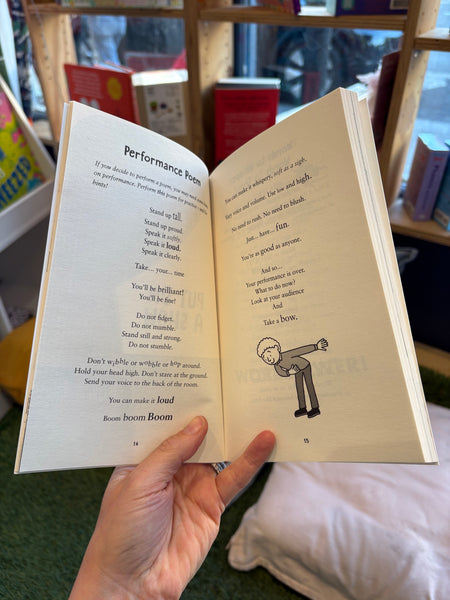 Performance Poem
If you decide to perform a poem, you may need some
on performance. Perform this poem for practice
hints!
Stand up tall.
Stand up proud.
Speak it softly.
Speak it loud.
Speak it clearly.
Take... your... time
You'll be brilliant!
You'll be fine!
Do not fidget.
Do not mumble.
Stand still and strong.
Do not stumble.
Don't wibble or wobble or hop around.
Hold your head high. Don't stare at the ground.
Send your voice to the back of the room.
You can make it loud
Boom boom Boom
14
You can make it whispery, soft as a sigh.
Vary voice and volume. Use low and high.
No need to rush. No need to blush.
Just... have... fun.
You're as good as anyone.
And so...
Your performance is over.
What to do now?
Look at your audience
And
Take a bow.
15